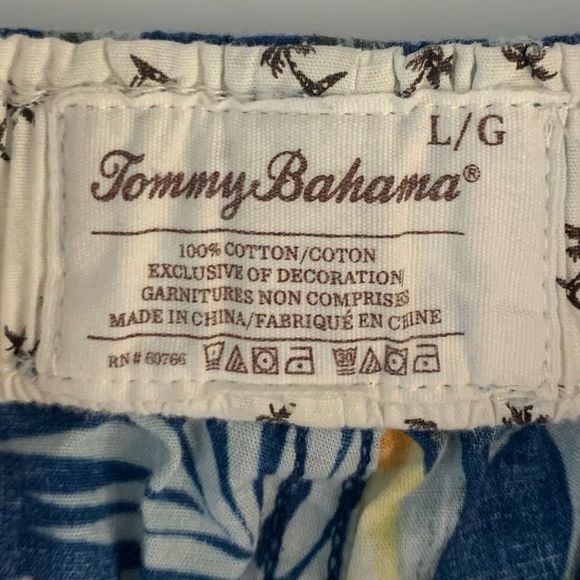 L/G
Tommy Bahama®
100% COTTON/COTON
EXCLUSIVE OF DECORATION
GARNITURES NON COMPRISES
MADE IN CHINA/FABRIQUÉ EN CHINE
RN# 60766 30